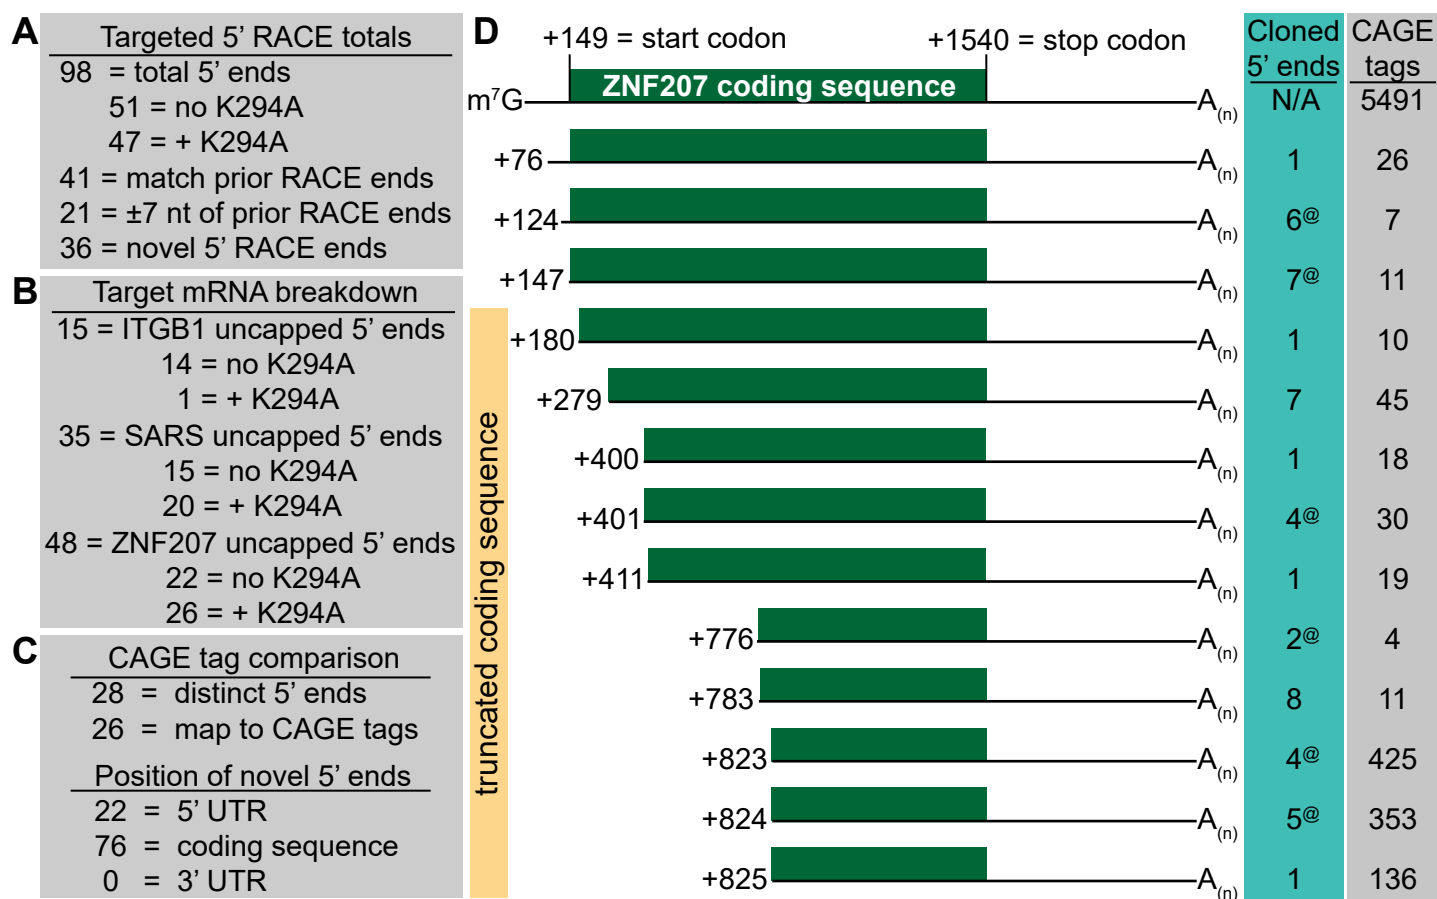 A
Targeted 5’ RACE totals
98 = total 5’ ends
51 = no K294A
47 = + K294A
41 = match prior RACE ends
21 = ±7 nt of prior RACE ends
36 = novel 5’ RACE ends
B
Target mRNA breakdown
15 = ITGB1 uncapped 5’ ends
14 = no K294A
1 = + K294A
35 = SARS uncapped 5’ ends
15 = no K294A
20 = + K294A
48 = ZNF207 uncapped 5’ ends
22 = no K294A
26 = + K294A
C
CAGE tag comparison
28 = distinct 5’ ends
26 = map to CAGE tags
Position of novel 5’ ends
22 = 5’ UTR
76 = coding sequence
0 = 3’ UTR
D
+149 = start codon
+1540 = stop codon
Cloned
5’ ends
CAGE
tags
ZNF207 coding sequence
m⁷G A(n) N/A 5491
+76 A(n) 1 26
+124 A(n) 6@ 7
+147 A(n) 7@ 11
truncated coding sequence
+180 A(n) 1 10
+279 A(n) 7 45
+400 A(n) 1 18
+401 A(n) 4@ 30
+411 A(n) 1 19
+776 A(n) 2@ 4
+783 A(n) 8 11
+823 A(n) 4@ 425
+824 A(n) 5@ 353
+825 A(n) 1 136